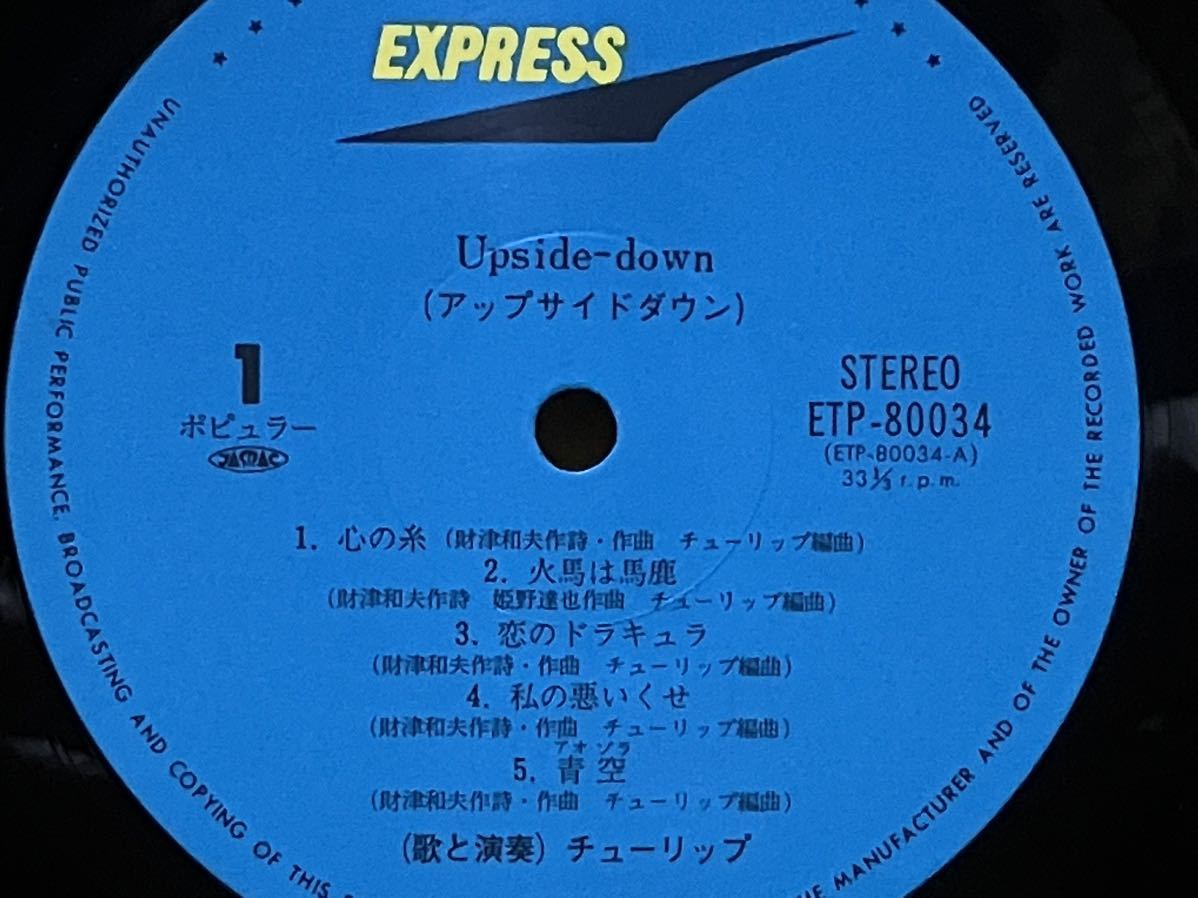 EXPRESS
Upside-down
(アップサイドダウン)
1
ポピュラー
JASRAC
STEREO
ETP-80034
(ETP-80034-A)
33⅓ r.p.m.
1. 心の糸 (財津和夫作詩・作曲 チューリップ編曲)
2. 火馬は馬鹿
(財津和夫作詩 姫野達也作曲 チューリップ編曲)
3. 恋のドラキュラ
(財津和夫作詩・作曲 チューリップ編曲)
4. 私の悪いくせ
(財津和夫作詩・作曲 チューリップ編曲)
アオ ゾラ
5. 青空
(財津和夫作詩・作曲 チューリップ編曲)
(歌と演奏) チューリップ
UNAUTHORIZED PUBLIC PERFORMANCE, BROADCASTING AND COPYING OF THIS
THE MANUFACTURER AND OF THE OWNER OF THE RECORDED WORK ARE RESERVED